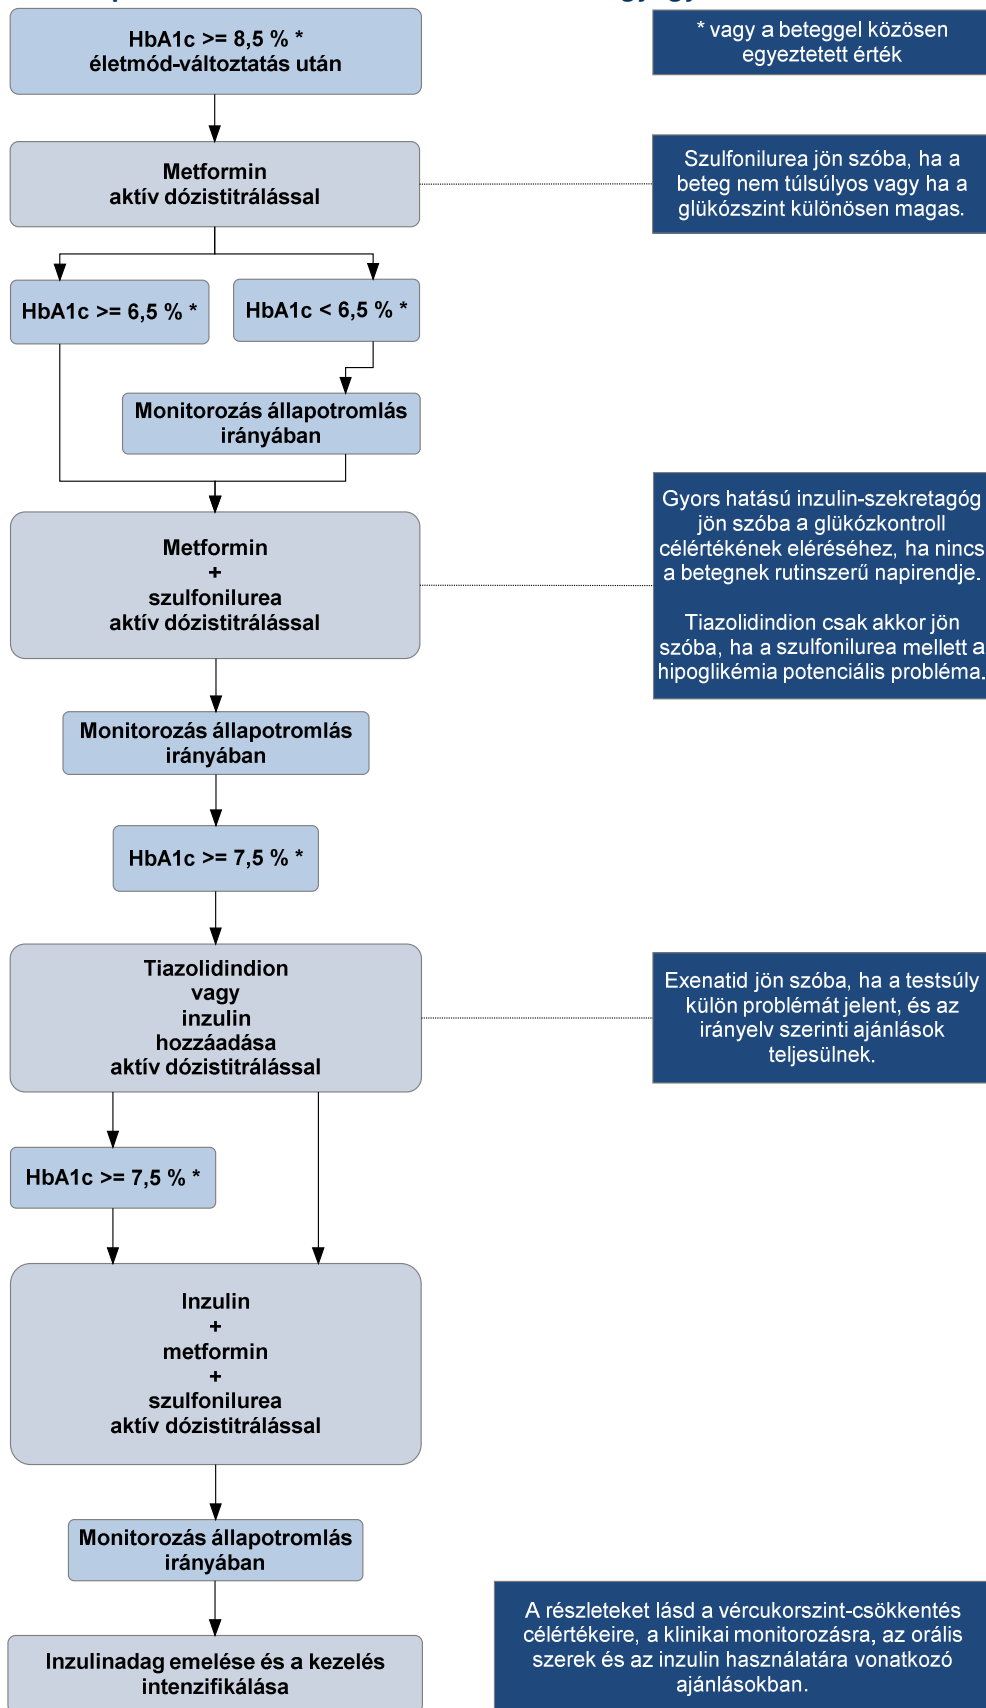 HbA1c >= 8,5 % *
életmód-változtatás után
* vagy a beteggel közösen
egyeztetett érték
Metformin
aktív dózistitrálással
Szulfonilurea jön szóba, ha a
beteg nem túlsúlyos vagy ha a
glükózszint különösen magas.
HbA1c >= 6,5 % *
HbA1c < 6,5 % *
Monitorozás állapotromlás
irányában
Metformin
+
szulfonilurea
aktív dózistitrálással
Gyors hatású inzulin-szekretagóg
jön szóba a glükózkontroll
célértékének eléréséhez, ha nincs
a betegnek rutinszerű napirendje.
Tiazolidindion csak akkor jön
szóba, ha a szulfonilurea mellett a
hipoglikémia potenciális probléma.
Monitorozás állapotromlás
irányában
HbA1c >= 7,5 % *
Tiazolidindion
vagy
inzulin
hozzáadása
aktív dózistitrálással
Exenatid jön szóba, ha a testsúly
külön problémát jelent, és az
irányelv szerinti ajánlások
teljesülnek.
HbA1c >= 7,5 % *
Inzulin
+
metformin
+
szulfonilurea
aktív dózistitrálással
Monitorozás állapotromlás
irányában
Inzulinadag emelése és a kezelés
intenzifikálása
A részleteket lásd a vércukorszint-csökkentés
célértékeire, a klinikai monitorozásra, az orális
szerek és az inzulin használatára vonatkozó
ajánlásokban.